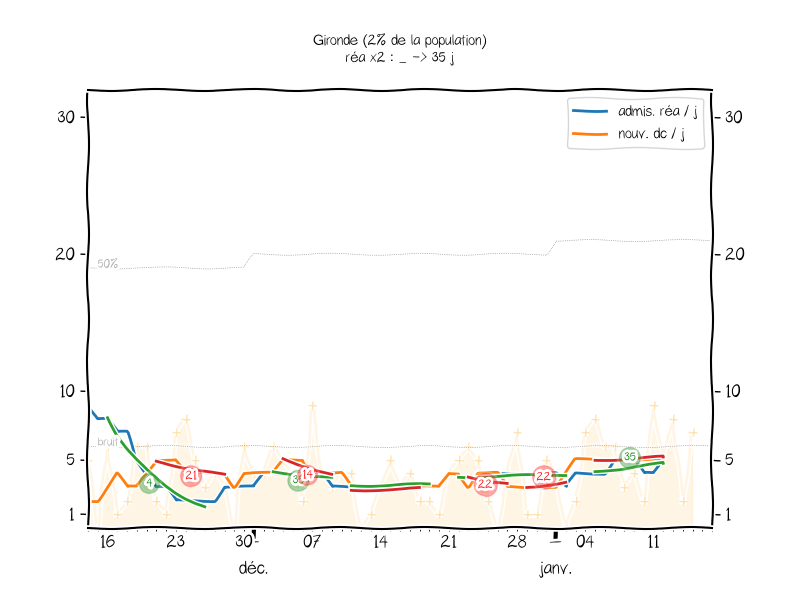 Gironde (2% de la population)
réa x2 : _ -> 35 j
admis. réa / j
nouv. dc / j
30 30
20 20
10 10
5 5
1 1
50%
bruit
4 21 14 22 22 35
16 23 30 07 14 21 28 04 11
déc. janv.